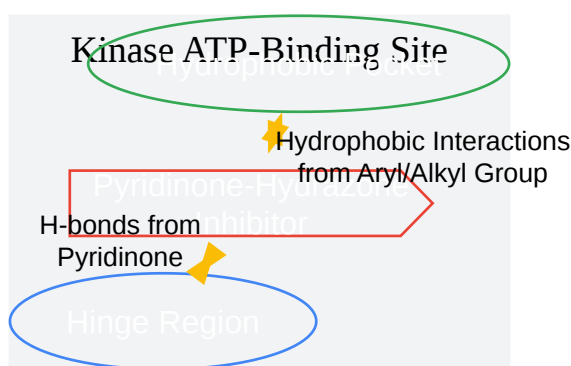 Kinase ATP-Binding Site
Hydrophobic Pocket
Hydrophobic Interactions
from Aryl/Alkyl Group
Pyridinone-Hydrazone
Inhibitor
H-bonds from
Pyridinone
Hinge Region